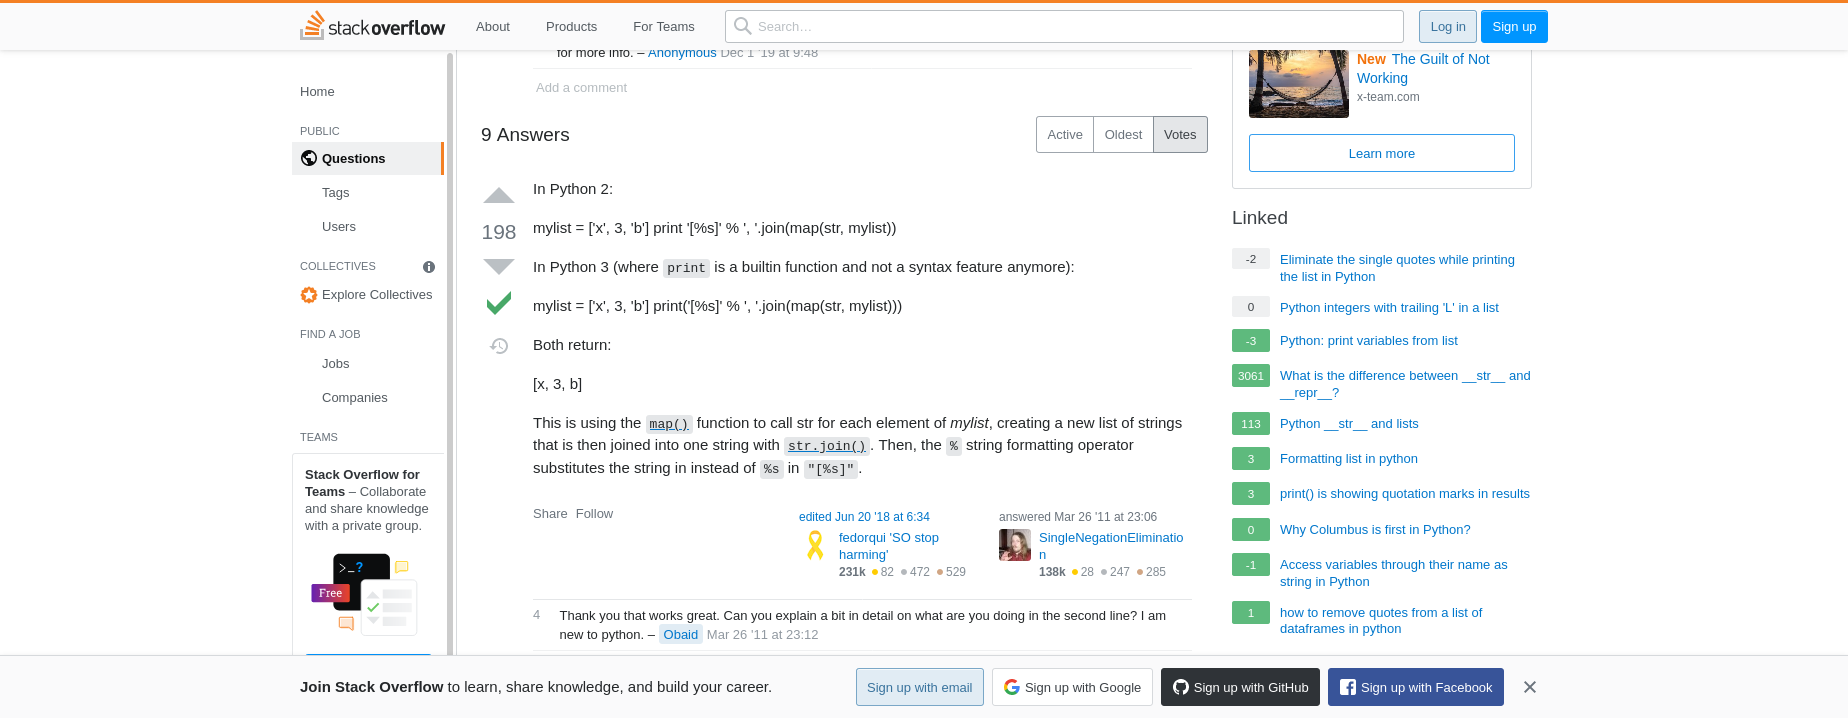 stackoverflow
About
Products
For Teams
Search…
Log in
Sign up
Home
PUBLIC
Questions
Tags
Users
COLLECTIVES
Explore Collectives
FIND A JOB
Jobs
Companies
TEAMS
Stack Overflow for
Teams – Collaborate
and share knowledge
with a private group.
>_?
Free
for more info. – Anonymous Dec 1 '19 at 9:48
Add a comment
9 Answers
Active
Oldest
Votes
198
In Python 2:
mylist = ['x', 3, 'b'] print '[%s]' % ', '.join(map(str, mylist))
In Python 3 (where print is a builtin function and not a syntax feature anymore):
mylist = ['x', 3, 'b'] print('[%s]' % ', '.join(map(str, mylist)))
Both return:
[x, 3, b]
This is using the map() function to call str for each element of mylist, creating a new list of strings
that is then joined into one string with str.join(). Then, the % string formatting operator
substitutes the string in instead of %s in "[%s]".
Share Follow
edited Jun 20 '18 at 6:34
fedorqui 'SO stop
harming'
231k 82 472 529
answered Mar 26 '11 at 23:06
SingleNegationEliminatio
n
138k 28 247 285
4
Thank you that works great. Can you explain a bit in detail on what are you doing in the second line? I am
new to python. – Obaid Mar 26 '11 at 23:12
New The Guilt of Not
Working
x-team.com
Learn more
Linked
-2 Eliminate the single quotes while printing
the list in Python
0 Python integers with trailing 'L' in a list
-3 Python: print variables from list
3061 What is the difference between __str__ and
__repr__?
113 Python __str__ and lists
3 Formatting list in python
3 print() is showing quotation marks in results
0 Why Columbus is first in Python?
-1 Access variables through their name as
string in Python
1 how to remove quotes from a list of
dataframes in python
Join Stack Overflow to learn, share knowledge, and build your career.
Sign up with email
Sign up with Google
Sign up with GitHub
Sign up with Facebook